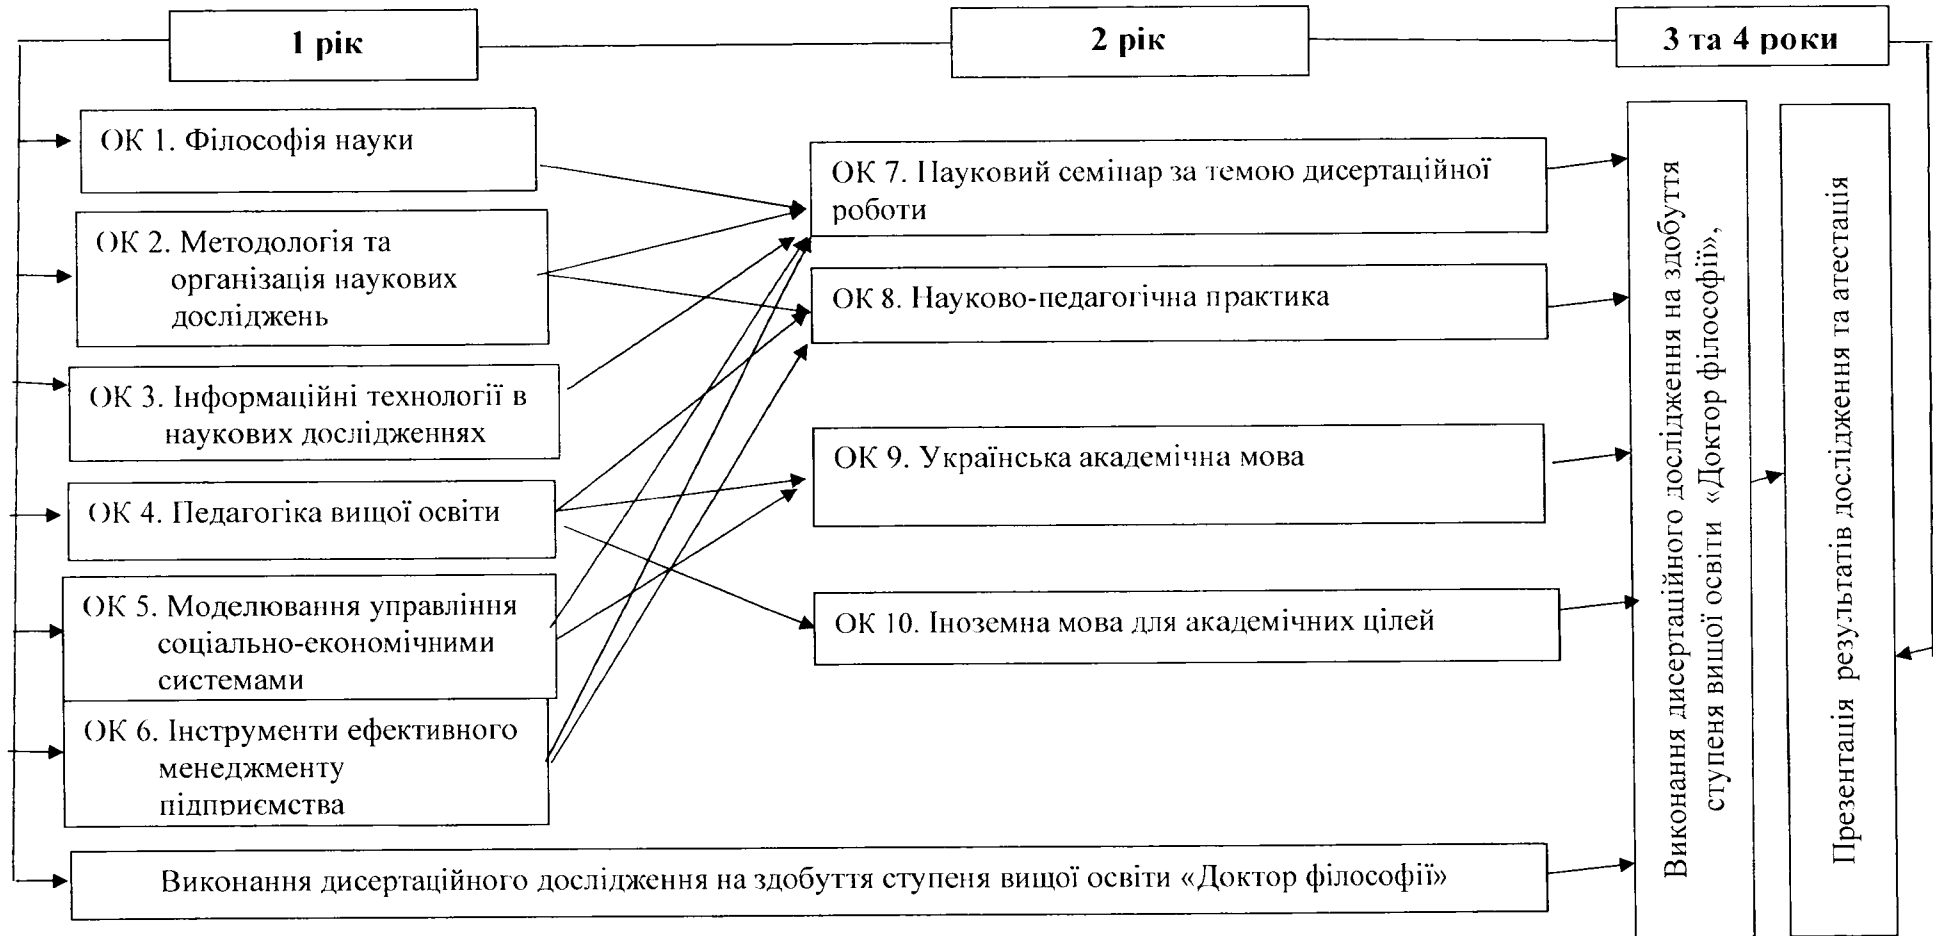 1 рік
2 рік
3 та 4 роки
ОК 1. Філософія науки
ОК 2. Методологія та
організація наукових
досліджень
ОК 3. Інформаційні технології в
наукових дослідженнях
ОК 4. Педагогіка вищої освіти
ОК 5. Моделювання управління
соціально-економічними
системами
ОК 6. Інструменти ефективного
менеджменту
підприємства
ОК 7. Науковий семінар за темою дисертаційної
роботи
ОК 8. Науково-педагогічна практика
ОК 9. Українська академічна мова
ОК 10. Іноземна мова для академічних цілей
Виконання дисертаційного дослідження на здобуття ступеня вищої освіти «Доктор філософії»
Виконання дисертаційного дослідження на здобуття
ступеня вищої освіти «Доктор філософії»,
Презентація результатів дослідження та атестація